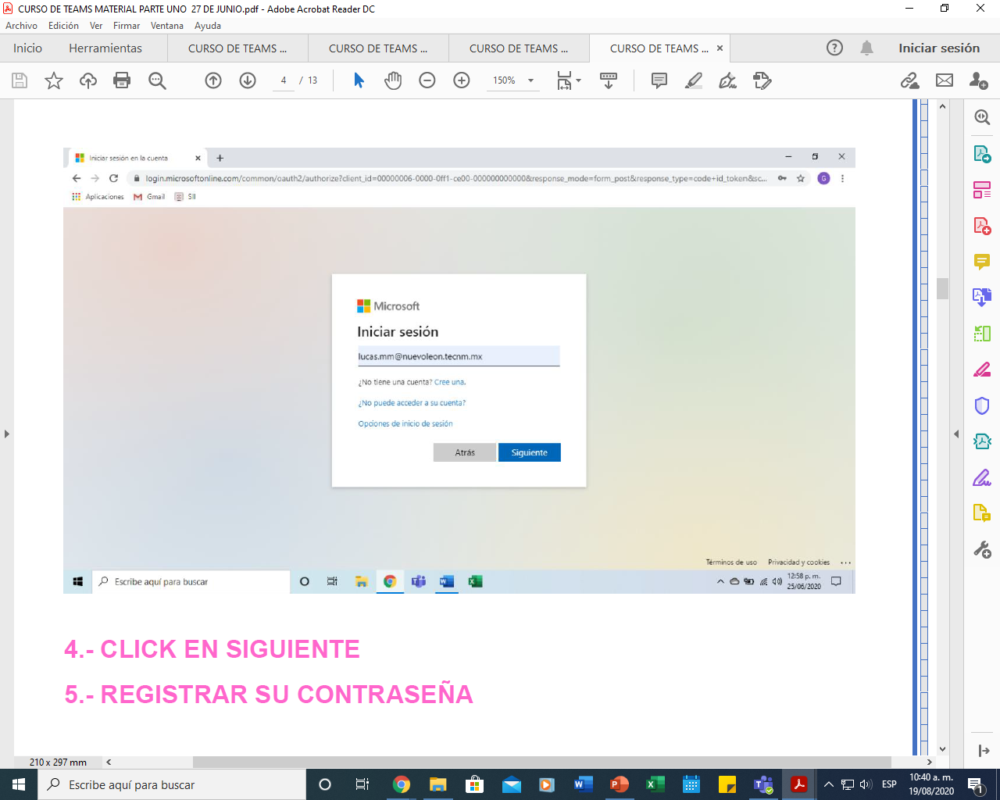 CURSO DE TEAMS MATERIAL PARTE UNO  27 DE JUNIO.pdf - Adobe Acrobat Reader DC
Archivo Edición Ver Firmar Ventana Ayuda
Inicio Herramientas CURSO DE TEAMS ... CURSO DE TEAMS ... CURSO DE TEAMS ... CURSO DE TEAMS ... Iniciar sesión
4 / 13 150%
Iniciar sesión en la cuenta
login.microsoftonline.com/common/oauth2/authorize?client_id=00000006-0000-0ff1-ce00-000000000000&response_mode=form_post&response_type=code+id_token&sc... G
Aplicaciones Gmail SII
Microsoft
Iniciar sesión
lucas.mm@nuevoleon.tecnm.mx
¿No tiene una cuenta? Cree una.
¿No puede acceder a su cuenta?
Opciones de inicio de sesión
Atrás Siguiente
Términos de uso Privacidad y cookies ...
Escribe aquí para buscar 12:58 p. m.
25/06/2020
4.- CLICK EN SIGUIENTE
5.- REGISTRAR SU CONTRASEÑA
210 x 297 mm
Escribe aquí para buscar ESP 10:40 a. m.
19/08/2020 1